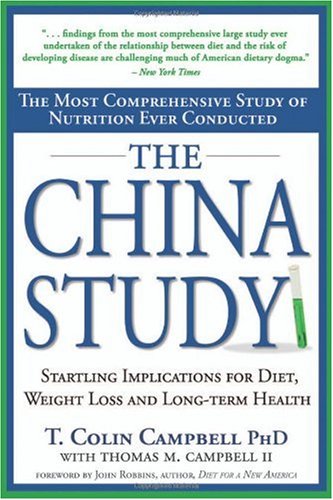 ". . . findings from the most comprehensive large study ever
undertaken of the relationship between diet and the risk of
developing disease are challenging much of American dietary dogma."
– New York Times
The Most Comprehensive Study of
Nutrition Ever Conducted
THE
CHINA
STUDY
Startling Implications for Diet,
Weight Loss and Long-term Health
T. Colin Campbell PhD
with Thomas M. Campbell II
foreword by John Robbins, author, Diet for a New America